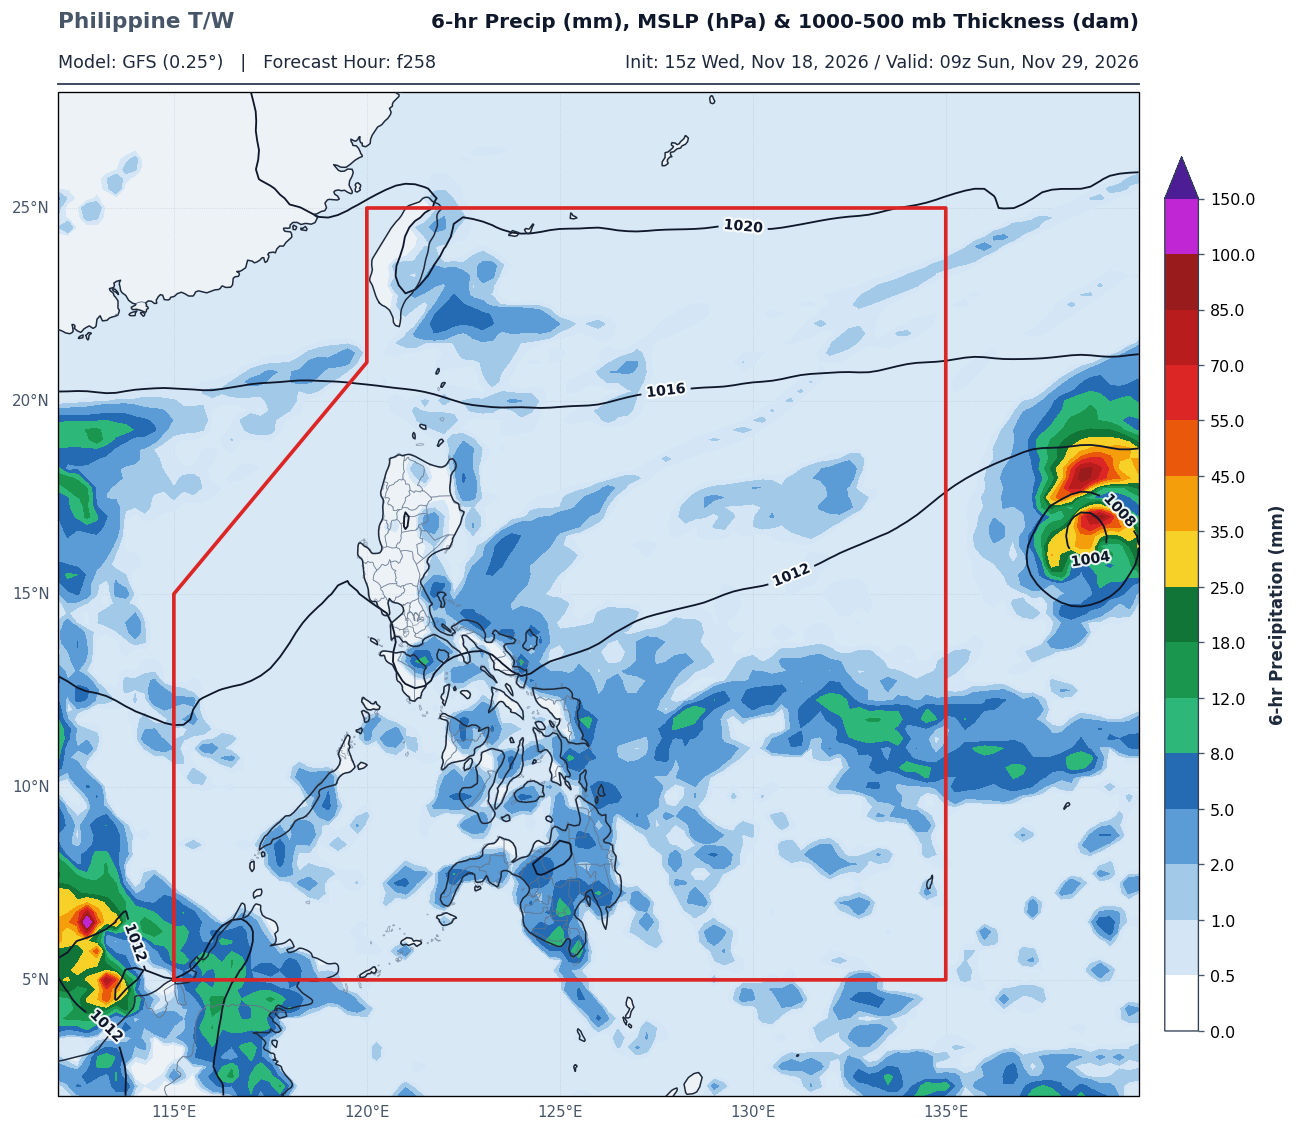 Philippine T/W
6-hr Precip (mm), MSLP (hPa) & 1000-500 mb Thickness (dam)
Model: GFS (0.25°) | Forecast Hour: f258
Init: 15z Wed, Nov 18, 2026 / Valid: 09z Sun, Nov 29, 2026
25°N
20°N
15°N
10°N
5°N
115°E
120°E
125°E
130°E
135°E
1020
1016
1012
1008
1004
1012
1012
150.0
100.0
85.0
70.0
55.0
45.0
35.0
25.0
18.0
12.0
8.0
5.0
2.0
1.0
0.5
0.0
6-hr Precipitation (mm)